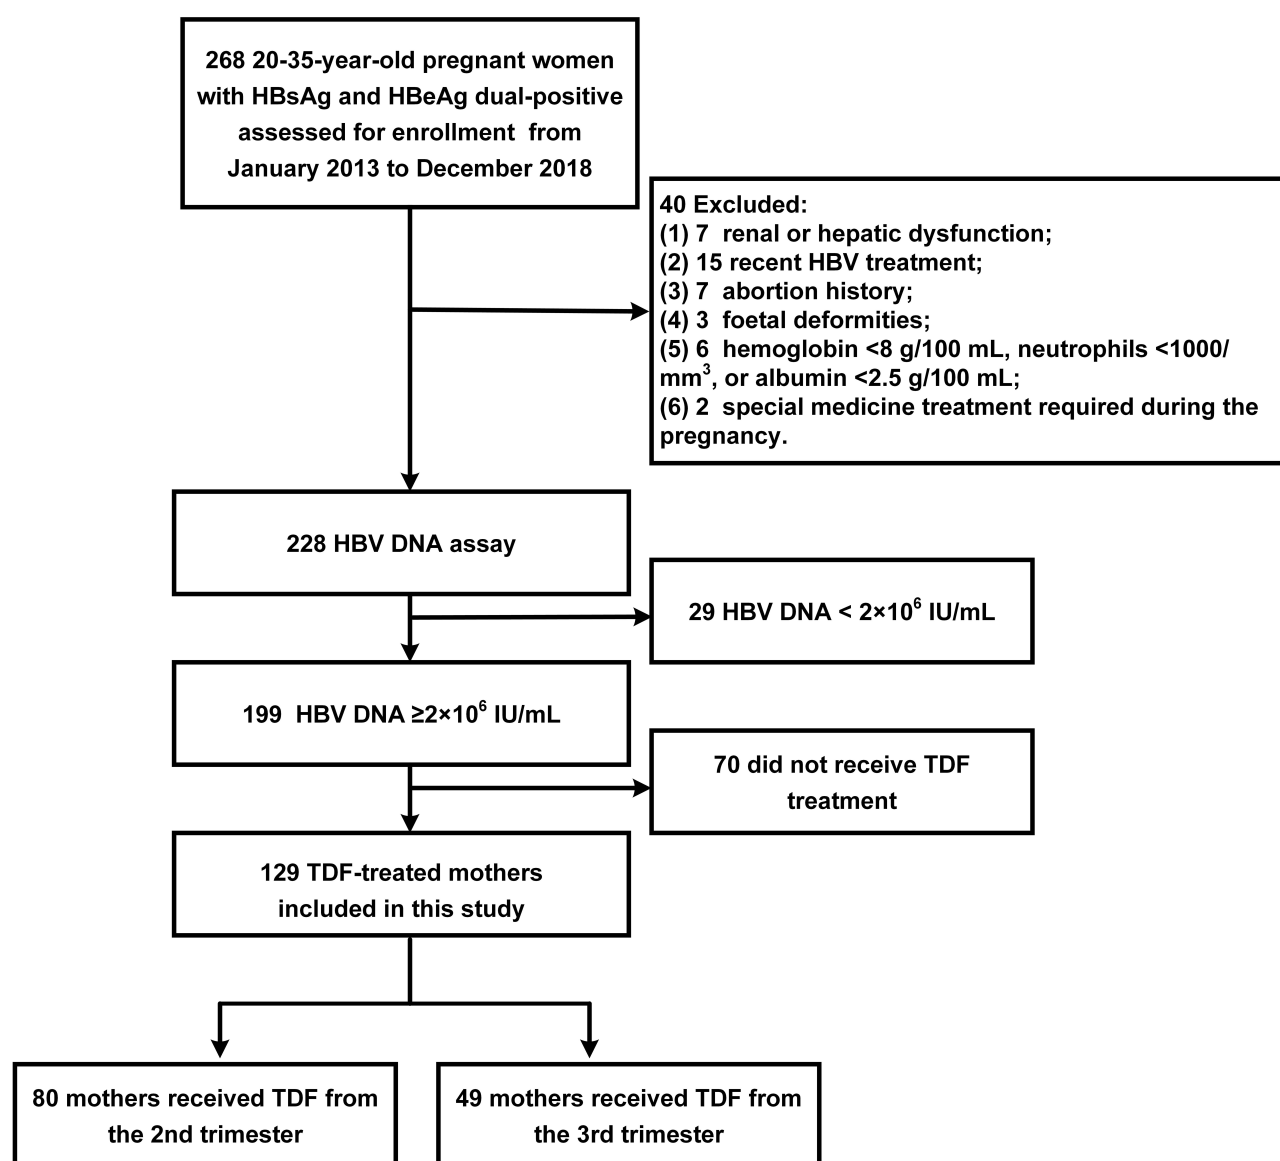 268 20-35-year-old pregnant women
with HBsAg and HBeAg dual-positive
assessed for enrollment from
January 2013 to December 2018
40 Excluded:
(1) 7 renal or hepatic dysfunction;
(2) 15 recent HBV treatment;
(3) 7 abortion history;
(4) 3 foetal deformities;
(5) 6 hemoglobin <8 g/100 mL, neutrophils <1000/
mm³, or albumin <2.5 g/100 mL;
(6) 2 special medicine treatment required during the
pregnancy.
228 HBV DNA assay
29 HBV DNA < 2×10⁶ IU/mL
199 HBV DNA ≥2×10⁶ IU/mL
70 did not receive TDF
treatment
129 TDF-treated mothers
included in this study
80 mothers received TDF from
the 2nd trimester
49 mothers received TDF from
the 3rd trimester